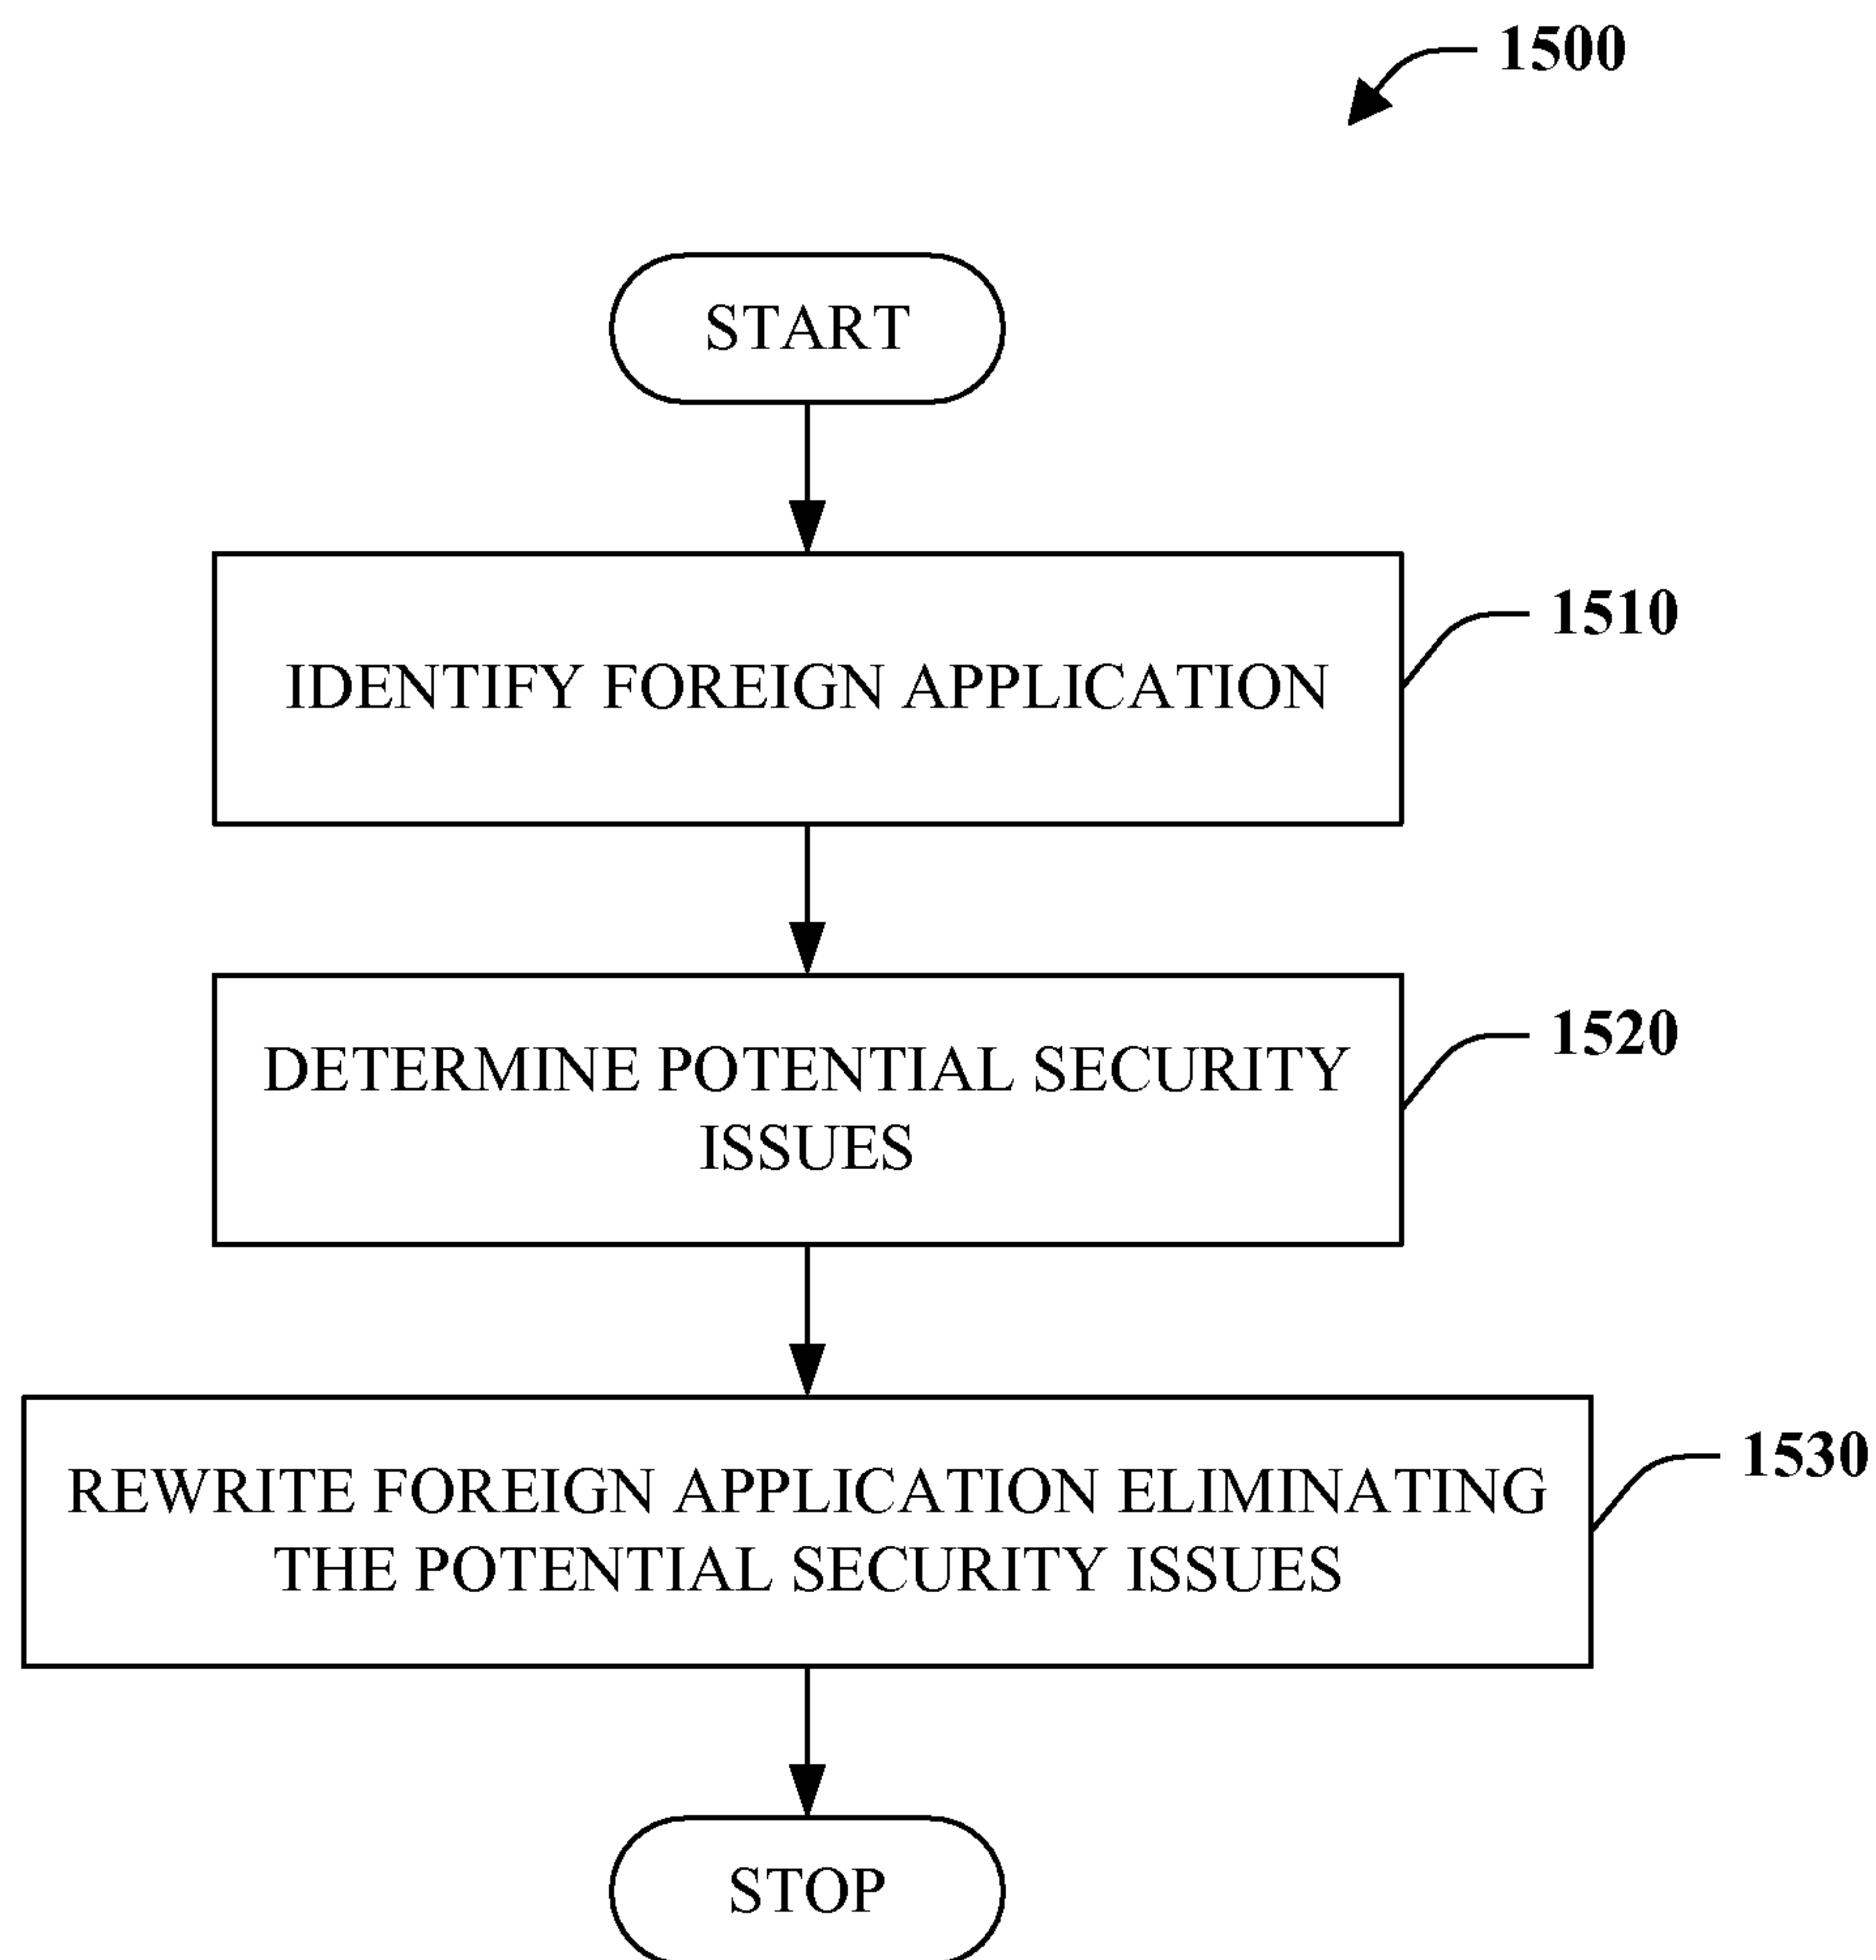 1500
START
IDENTIFY FOREIGN APPLICATION
1510
DETERMINE POTENTIAL SECURITY
ISSUES
1520
REWRITE FOREIGN APPLICATION ELIMINATING
THE POTENTIAL SECURITY ISSUES
1530
STOP